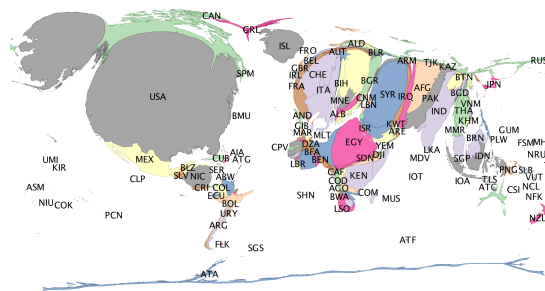 CAN
GRL
ISL
FRO
ALD
BEL
AUT
BLR
ARM
TJK
KAZ
RUS
GBR
IRL
CHE
SPM
FRA
ITA
BIH
BGR
SYR
IRQ
AFG
BTN
JPN
USA
MNE
CNM
LBN
PAK
BGD
BMU
AND
ALB
IND
VNM
THA
GIB
KWT
KHM
MAR
MLT
ISR
ARE
MMR
GUM
CPV
DZA
EGY
YEM
LKA
BRN
PLW
FSM
MH
UMI
MEX
CUB
AIA
BFA
SDN
DJI
MDV
SGP
IDN
NRU
KIR
BLZ
ATG
LBR
BEN
SLV
NIC
SER
CAF
KEN
IOT
IOA
TLS
PNG
SLB
CLP
ABW
COD
ATC
VUT
ASM
CRI
COL
AGO
COM
CSI
NCL
NIU
COK
ECU
BOL
SHN
BWA
MUS
NFK
PCN
URY
LSO
NZL
ARG
FLK
SGS
ATF
ATA